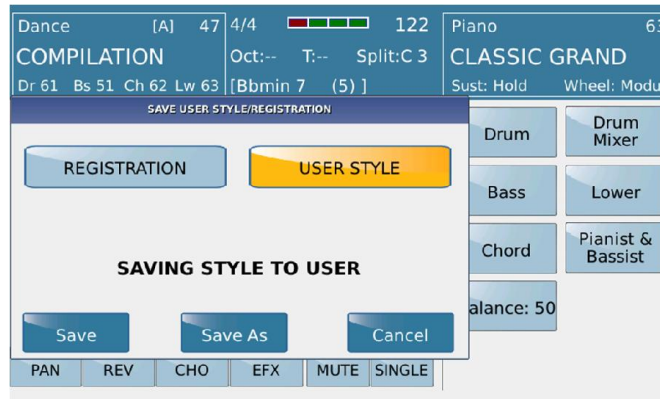 Dance [A] 47 4/4 122 Piano
COMPILATION Oct:-- T:-- Split:C 3 CLASSIC GRAND
Dr 61 Bs 51 Ch 62 Lw 63 [Bbmin 7 (5) ] Sust: Hold Wheel: Modu
SAVE USER STYLE/REGISTRATION
REGISTRATION USER STYLE
SAVING STYLE TO USER
Save Save As Cancel
Drum Drum
Mixer
Bass Lower
Chord Pianist &
Bassist
alance: 50
PAN REV CHO EFX MUTE SINGLE